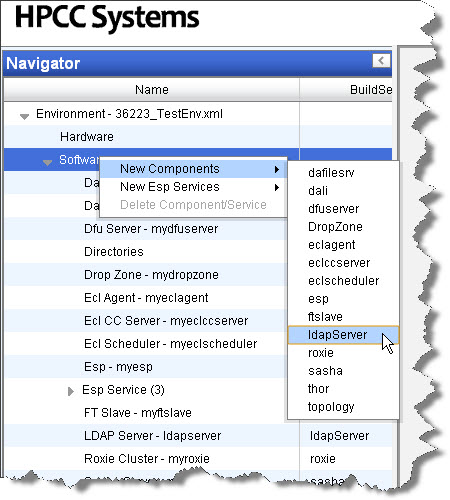 HPCC Systems
Navigator
Name BuildSe
Environment - 36223_TestEnv.xml
Hardware
Softwar
New Components
New Esp Services
Delete Component/Service
dafilesrv
dali
dfuserver
DropZone
eclagent
eclccserver
eclscheduler
esp
ftslave
ldapServer
roxie
sasha
thor
topology
Da
Da
Dfu Server - mydfuserver
Directories
Drop Zone - mydropzone
Ecl Agent - myeclagent
Ecl CC Server - myeclccserver
Ecl Scheduler - myeclscheduler
Esp - myesp
Esp Service (3)
FT Slave - myftslave
LDAP Server - ldapserver ldapServer
Roxie Cluster - myroxie roxie
sasha